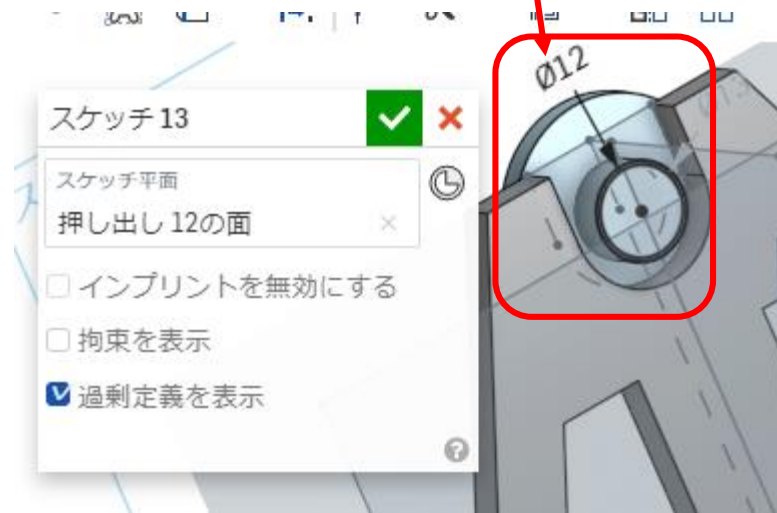 Ø12
スケッチ 13
スケッチ平面
押し出し 12の面
インプリントを無効にする
拘束を表示
過剰定義を表示